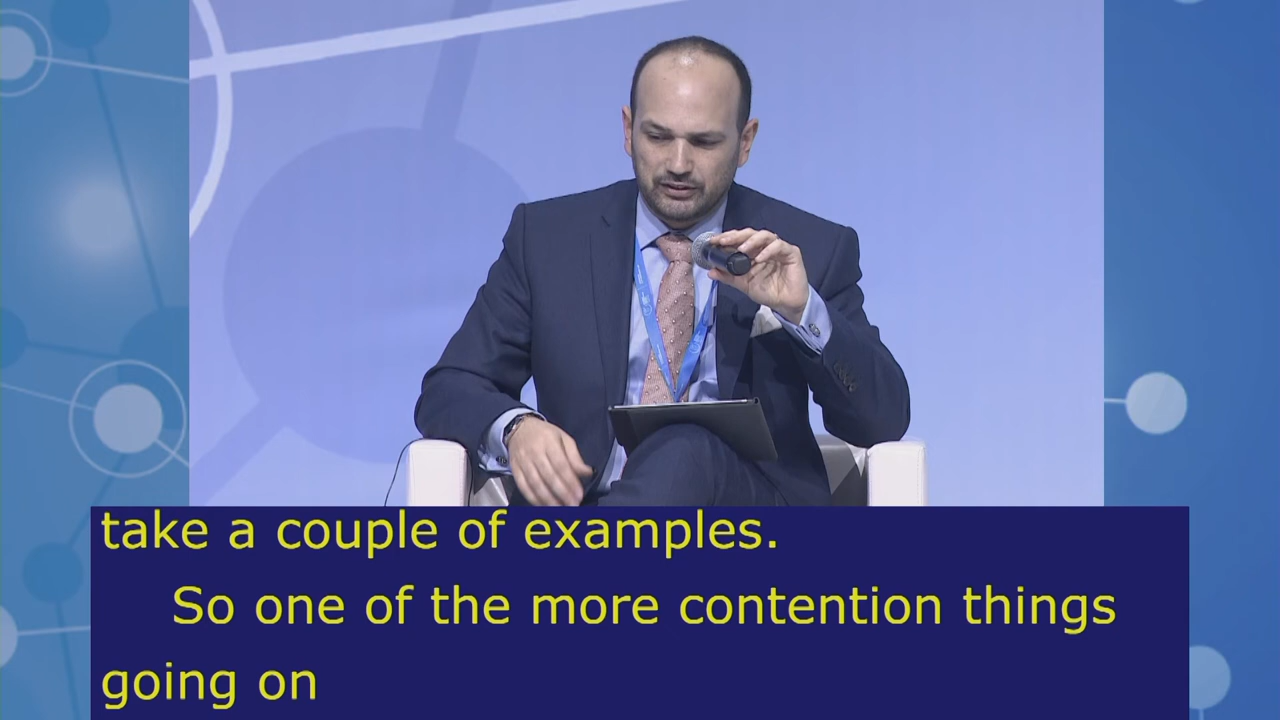 take a couple of examples.
So one of the more contention things
going on